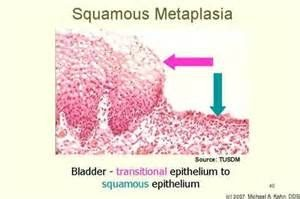 Squamous Metaplasia
Source: TUSDM
Bladder - transitional epithelium to
squamous epithelium
40
(c) 2007, Michael A. Kahn, DDS